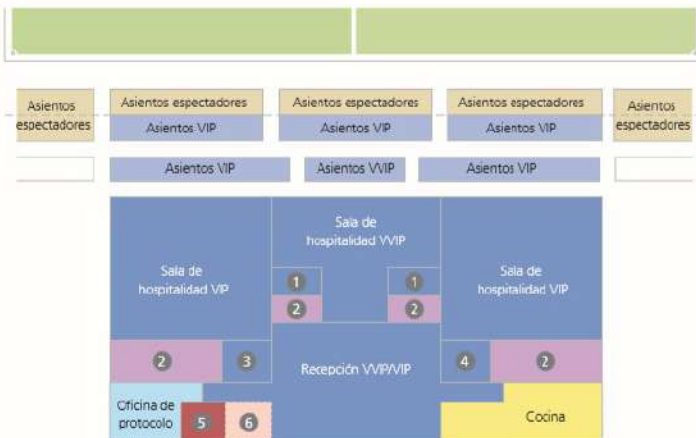 Asientos
espectadores
Asientos espectadores
Asientos VIP
Asientos espectadores
Asientos VIP
Asientos espectadores
Asientos VIP
Asientos
espectadores
Asientos VIP
Asientos VVIP
Asientos VIP
Sala de
hospitalidad VVIP
Sala de
hospitalidad VIP
Sala de
hospitalidad VIP
1
1
2
2
2
3
Recepción VVIP/VIP
4
2
Oficina de
protocolo
5
6
Cocina